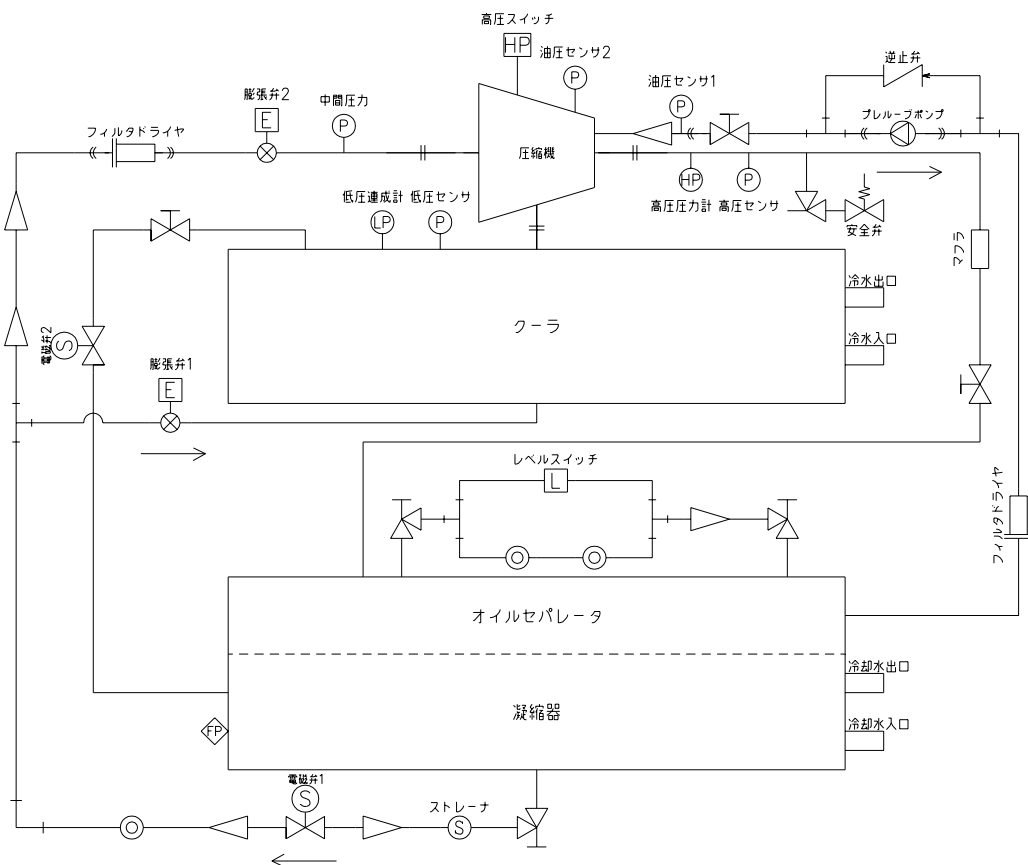 高圧スイッチ
HP
油圧センサ2
P
逆止弁
膨張弁2
E
中間圧力
P
油圧センサ1
P
プレルーブポンプ
フィルタドライヤ
圧縮機
低圧連成計
LP
低圧センサ
P
HP
高圧圧力計
P
高圧センサ
安全弁
マフラ
冷水出口
クーラ
電磁弁2
S
冷水入口
膨張弁1
E
レベルスイッチ
L
フィルタドライヤ
オイルセパレータ
冷却水出口
凝縮器
FP
冷却水入口
電磁弁1
S
ストレーナ
S